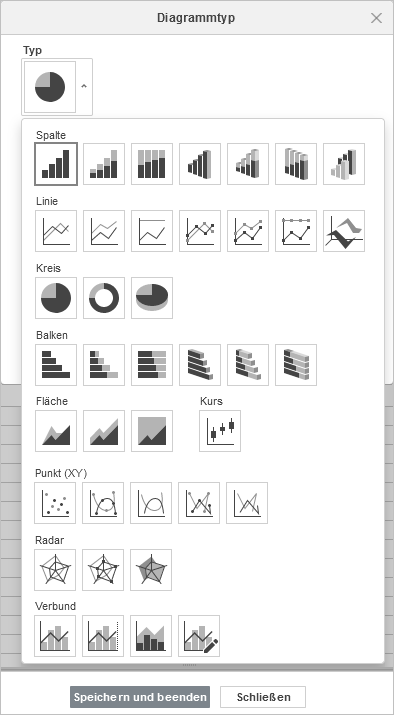 Diagrammtyp
Typ
Spalte
Linie
Kreis
Balken
Fläche Kurs
Punkt (XY)
Radar
Verbund
Speichern und beenden Schließen